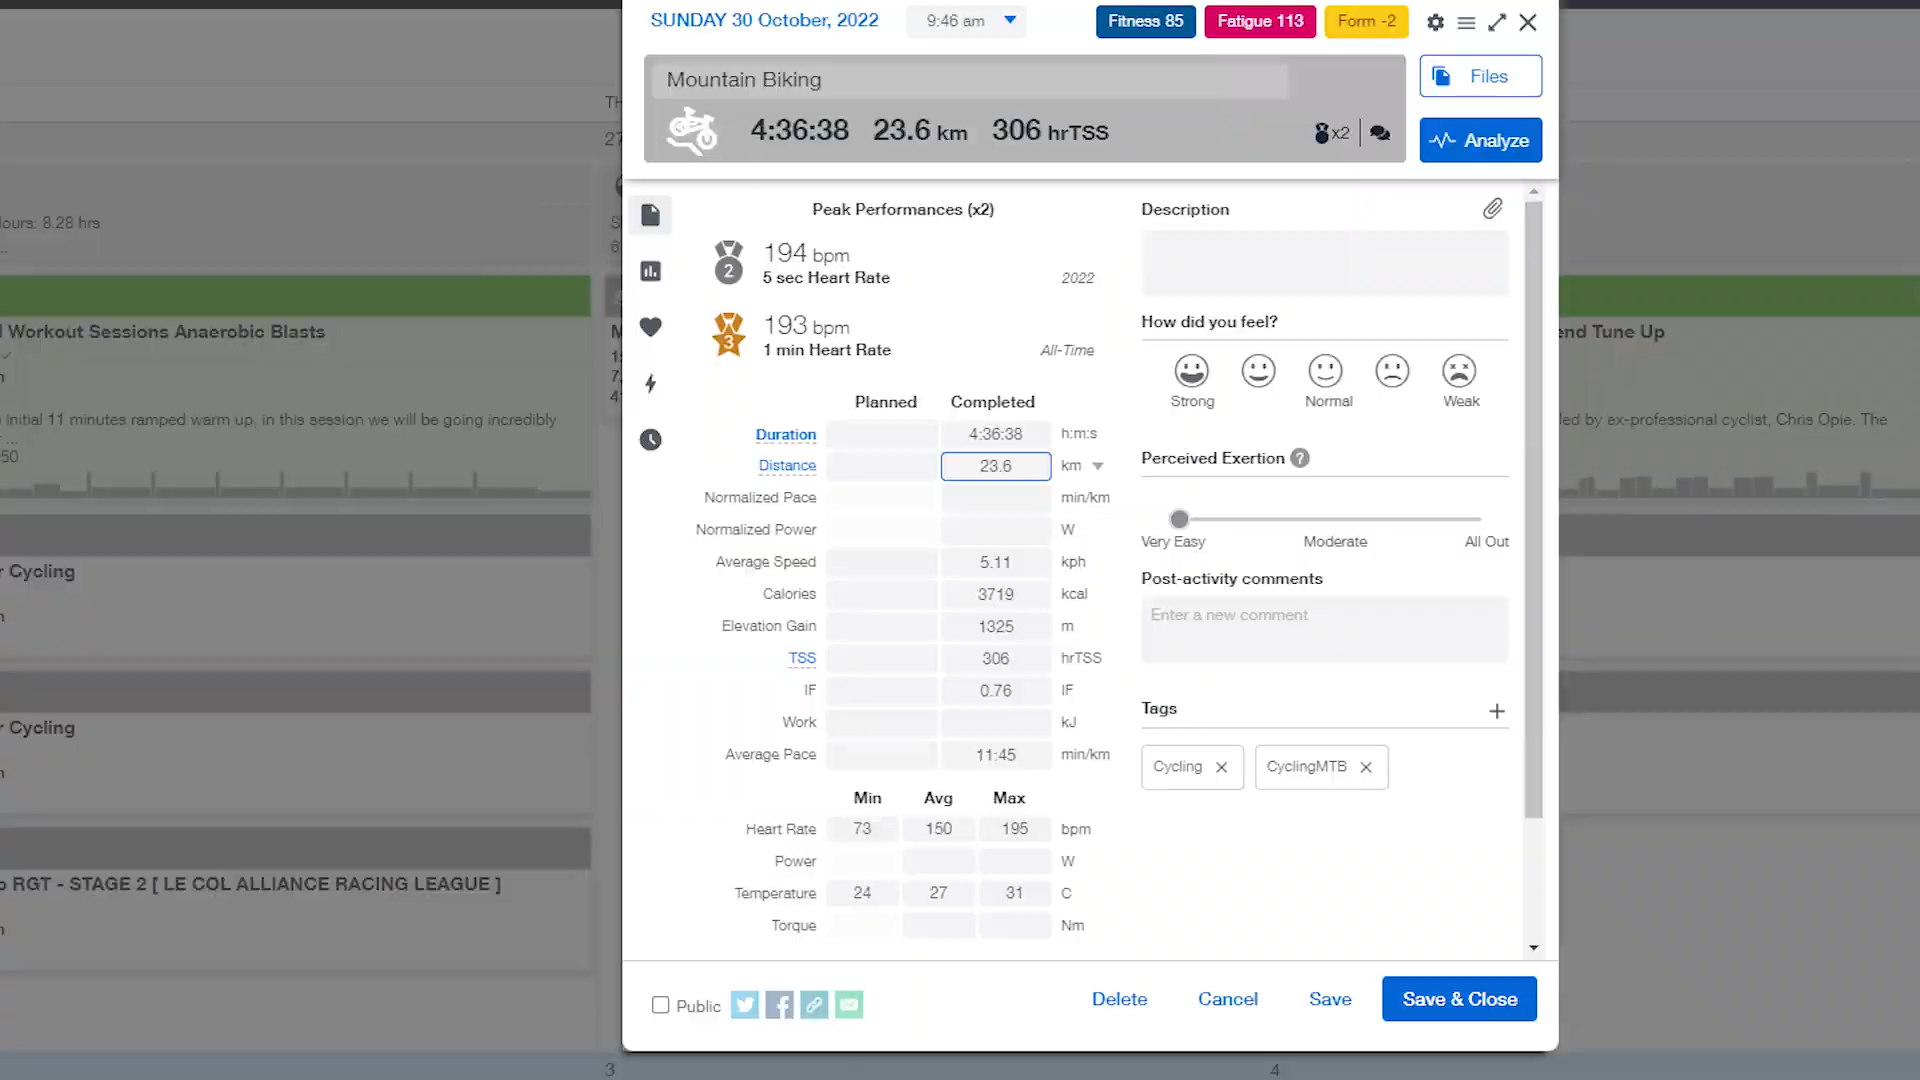 SUNDAY 30 October, 2022 9:46 am Fitness 85 Fatigue 113 Form -2
Mountain Biking
4:36:38 23.6 km 306 hrTSS x2
Files
Analyze
27
ours: 8.28 hrs
Workout Sessions Anaerobic Blasts
initial 11 minutes ramped warm up, in this session we will be going incredibly
...
:50
Cycling
Cycling
RGT - STAGE 2 [ LE COL ALLIANCE RACING LEAGUE ]
3
Peak Performances (x2)
2
194 bpm
5 sec Heart Rate 2022
3
193 bpm
1 min Heart Rate All-Time
Planned Completed
Duration 4:36:38 h:m:s
Distance 23.6 km
Normalized Pace min/km
Normalized Power W
Average Speed 5.11 kph
Calories 3719 kcal
Elevation Gain 1325 m
TSS 306 hrTSS
IF 0.76 IF
Work kJ
Average Pace 11:45 min/km
Min Avg Max
Heart Rate 73 150 195 bpm
Power W
Temperature 24 27 31 C
Torque Nm
Description
How did you feel?
Strong Normal Weak
Perceived Exertion ?
Very Easy Moderate All Out
Post-activity comments
Enter a new comment
Tags +
Cycling CyclingMTB
Public
Delete Cancel Save Save & Close
end Tune Up
led by ex-professional cyclist, Chris Opie. The
4